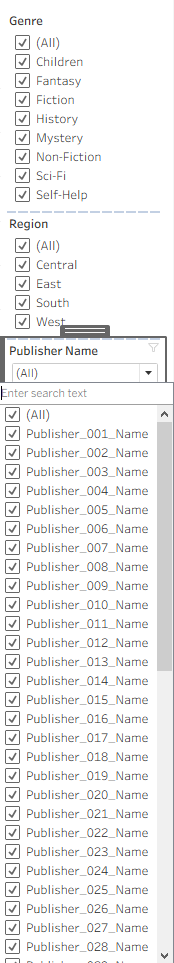 Genre
(All)
Children
Fantasy
Fiction
History
Mystery
Non-Fiction
Sci-Fi
Self-Help
Region
(All)
Central
East
South
West
Publisher Name
(All)
Enter search text
(All)
Publisher_001_Name
Publisher_002_Name
Publisher_003_Name
Publisher_004_Name
Publisher_005_Name
Publisher_006_Name
Publisher_007_Name
Publisher_008_Name
Publisher_009_Name
Publisher_010_Name
Publisher_011_Name
Publisher_012_Name
Publisher_013_Name
Publisher_014_Name
Publisher_015_Name
Publisher_016_Name
Publisher_017_Name
Publisher_018_Name
Publisher_019_Name
Publisher_020_Name
Publisher_021_Name
Publisher_022_Name
Publisher_023_Name
Publisher_024_Name
Publisher_025_Name
Publisher_026_Name
Publisher_027_Name
Publisher_028_Name